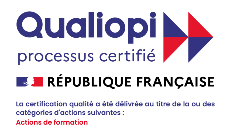 Qualiopi
processus certifié
RÉPUBLIQUE FRANÇAISE
La certification qualité a été délivrée au titre de la ou des
catégories d'actions suivantes :
Actions de formation